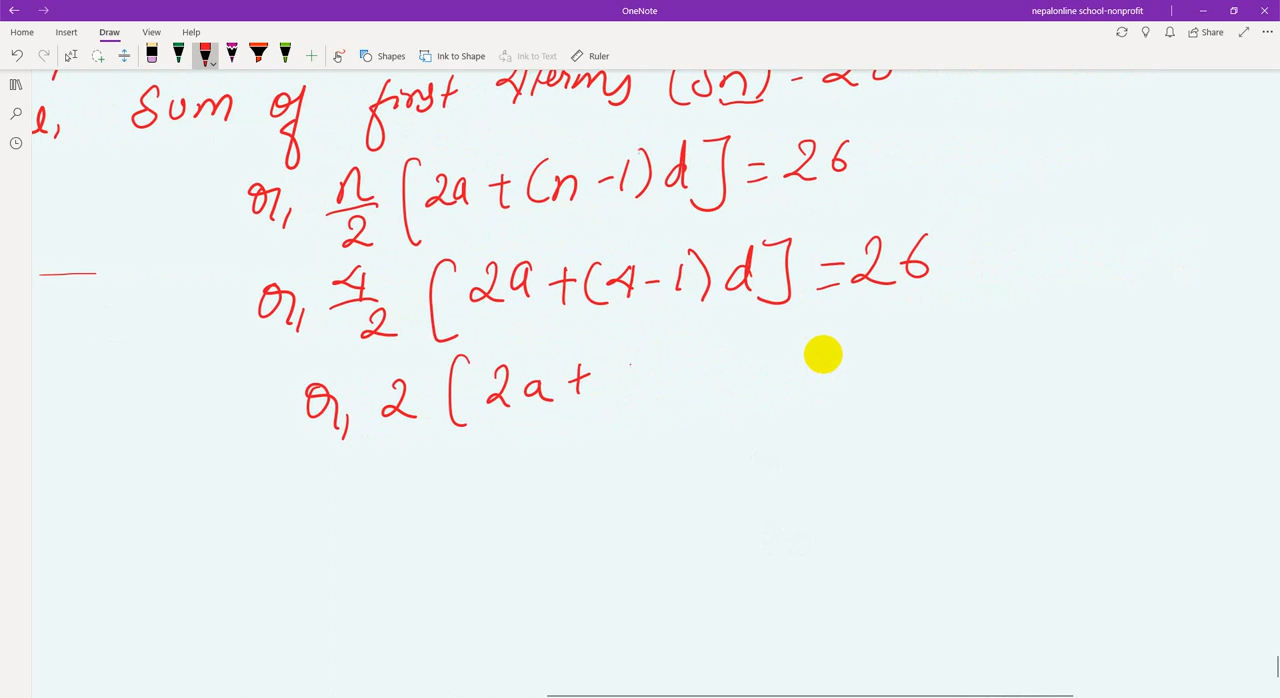 OneNote
nepalonline school-nonprofit
Home Insert Draw View Help
Share
Shapes Ink to Shape Ink to Text Ruler
Sum of first 4 terms (Sn) = 26
or, n/2 [2a + (n - 1) d] = 26
or, 4/2 [2a + (4 - 1) d] = 26
or, 2 [2a +